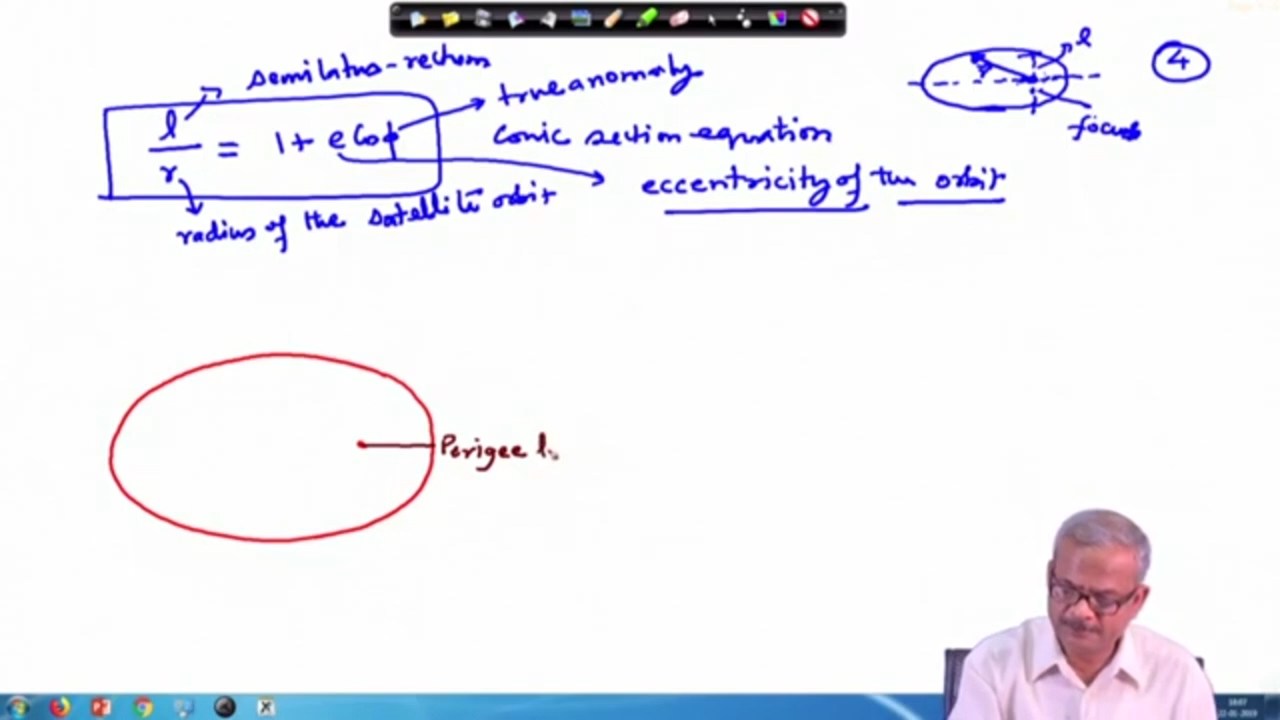 semilatus-rectum
l/r = 1 + e Cosϕ
true anomaly
conic section equation
eccentricity of the orbit
radius of the satellite orbit
l
focus
4
Perigee l